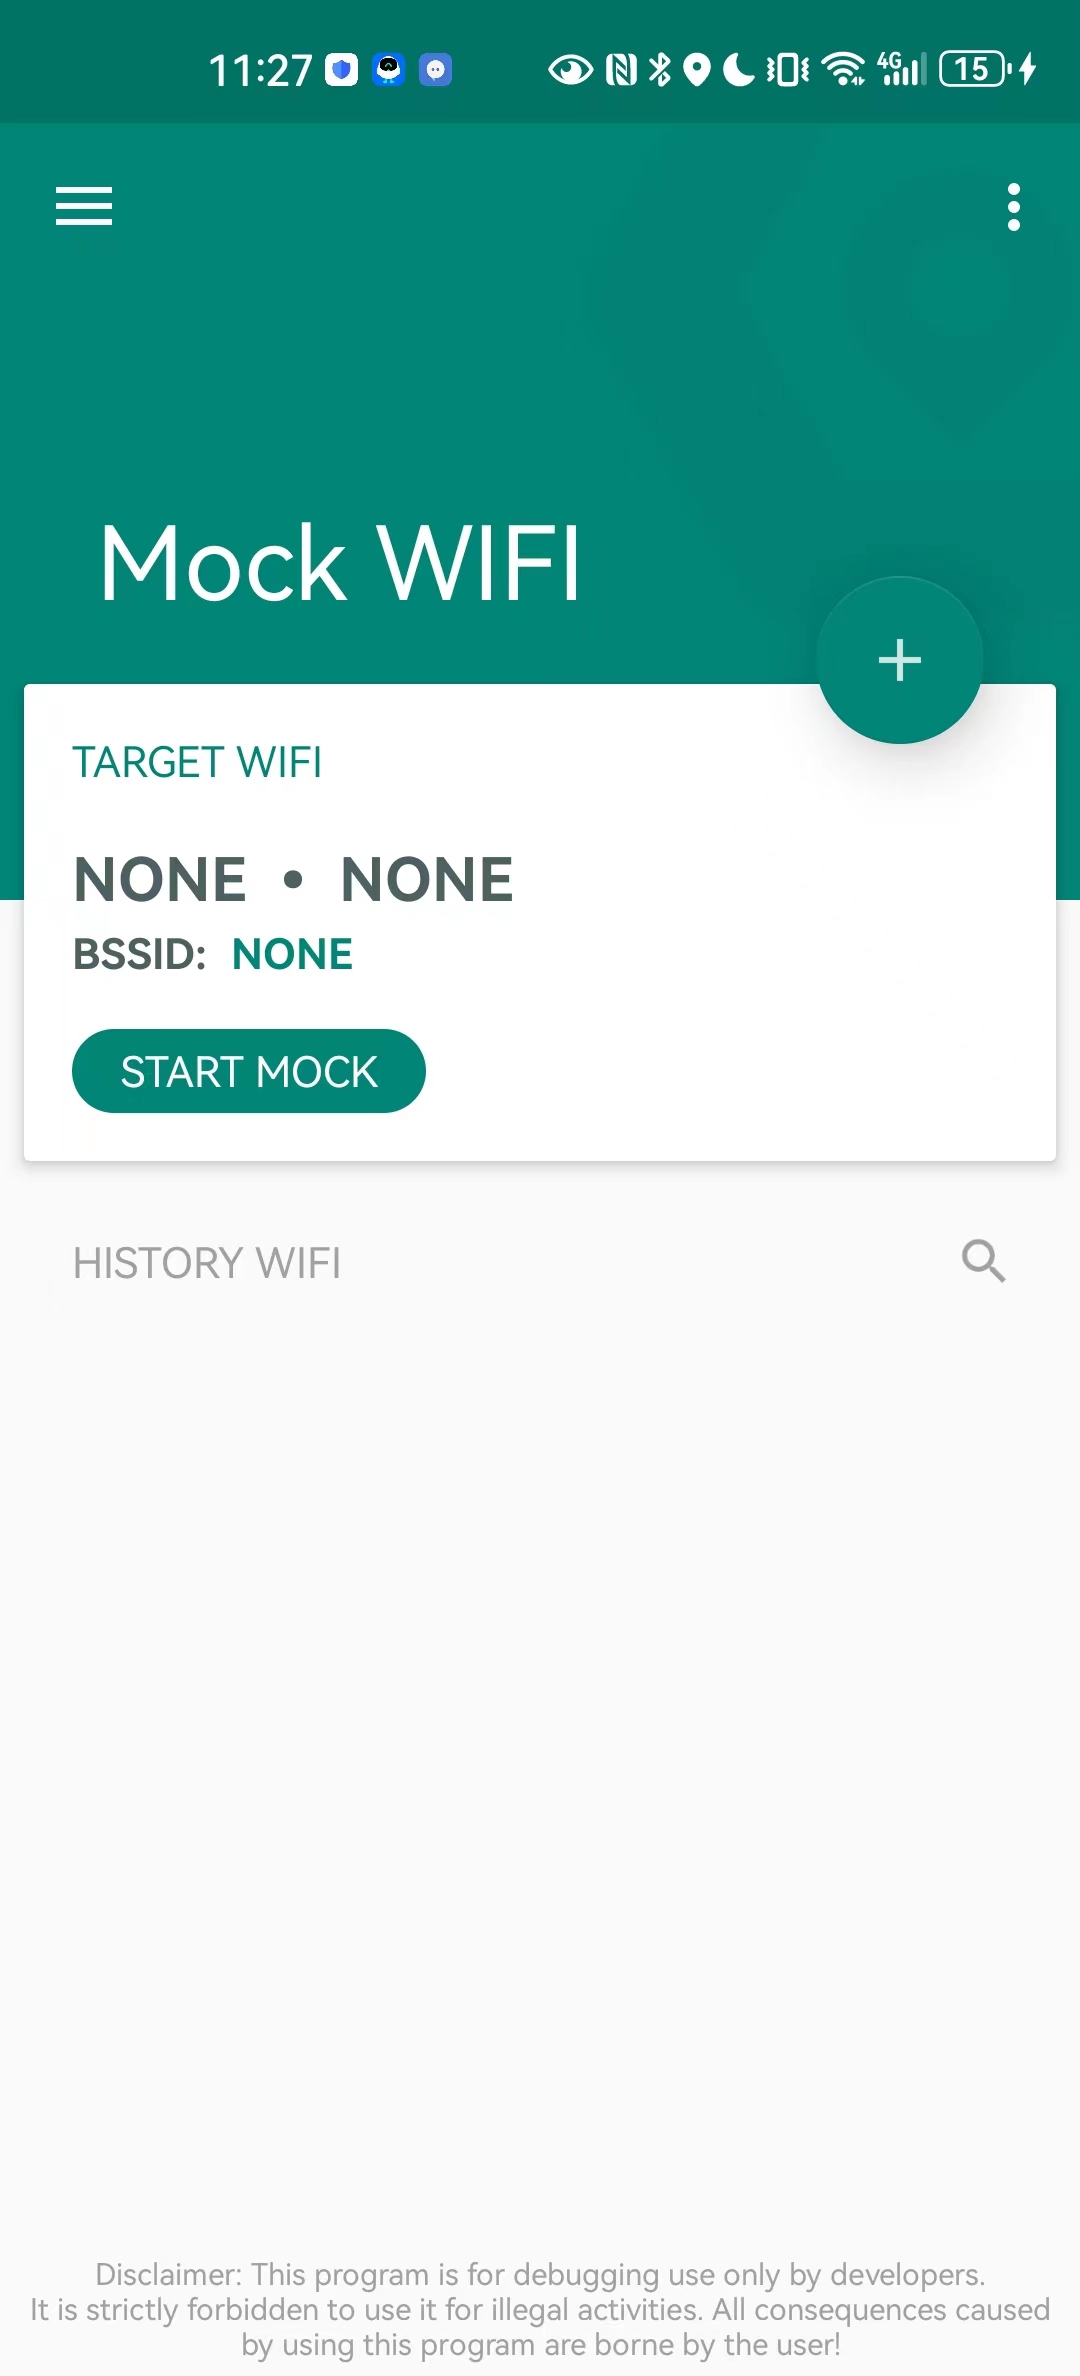 11:27
4G
15
Mock WIFI
TARGET WIFI
NONE • NONE
BSSID: NONE
START MOCK
HISTORY WIFI
Disclaimer: This program is for debugging use only by developers.
It is strictly forbidden to use it for illegal activities. All consequences caused
by using this program are borne by the user!